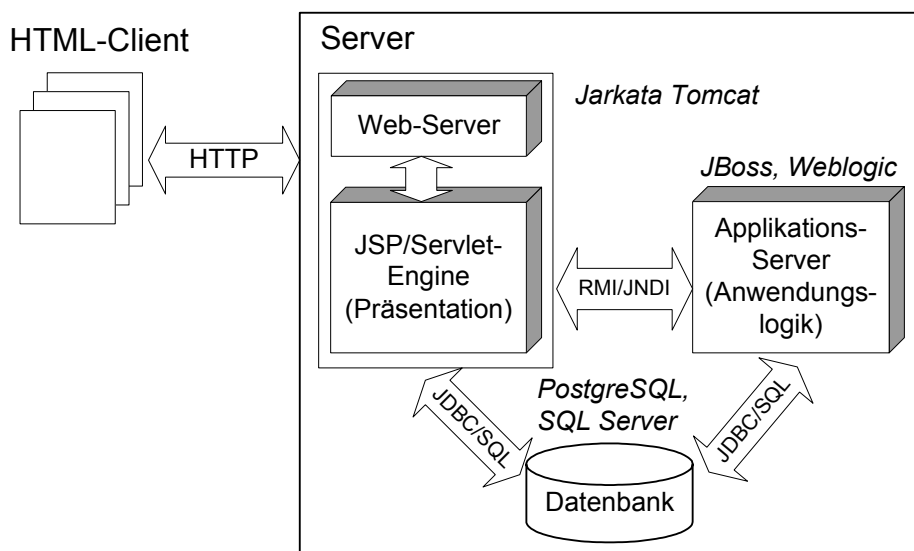 HTML-Client
Server
Jarkata Tomcat
Web-Server
HTTP
JBoss, Weblogic
JSP/Servlet-
Engine
(Präsentation)
RMI/JNDI
Applikations-
Server
(Anwendungs-
logik)
JDBC/SQL
PostgreSQL,
SQL Server
JDBC/SQL
Datenbank